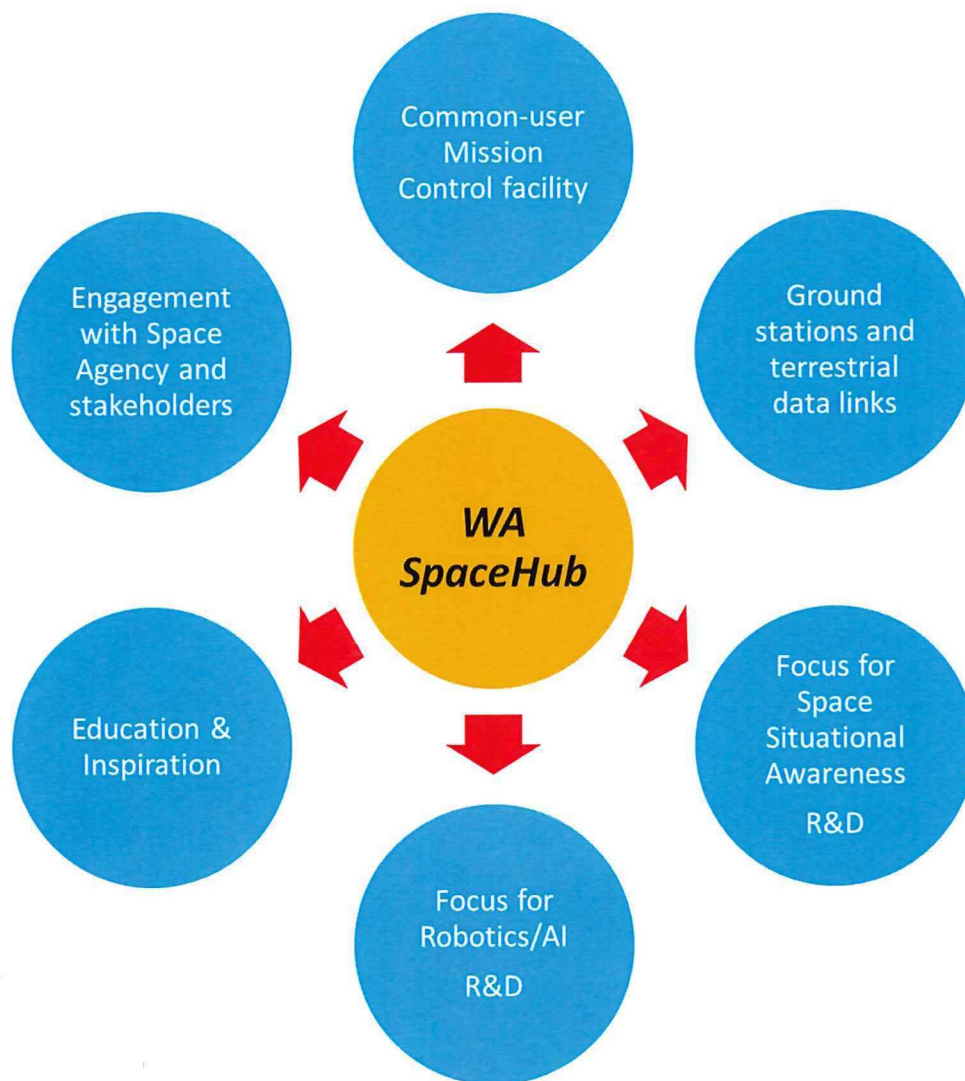 Common-user
Mission
Control facility
Engagement
with Space
Agency and
stakeholders
Ground
stations and
terrestrial
data links
WA
SpaceHub
Education &
Inspiration
Focus for
Space
Situational
Awareness
R&D
Focus for
Robotics/AI
R&D